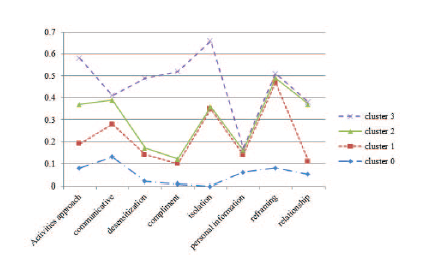 0.7
0.6
0.5
0.4
0.3
0.2
0.1
0
Activities approach
communicative
desensitization
compliment
isolation
personal information
reframing
relationship
cluster 3
cluster 2
cluster 1
cluster 0